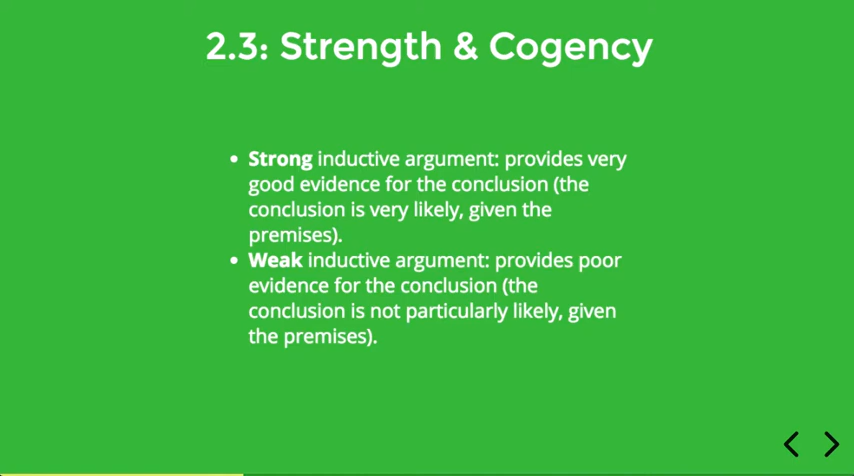 2.3: Strength & Cogency
• Strong inductive argument: provides very
good evidence for the conclusion (the
conclusion is very likely, given the
premises).
• Weak inductive argument: provides poor
evidence for the conclusion (the
conclusion is not particularly likely, given
the premises).